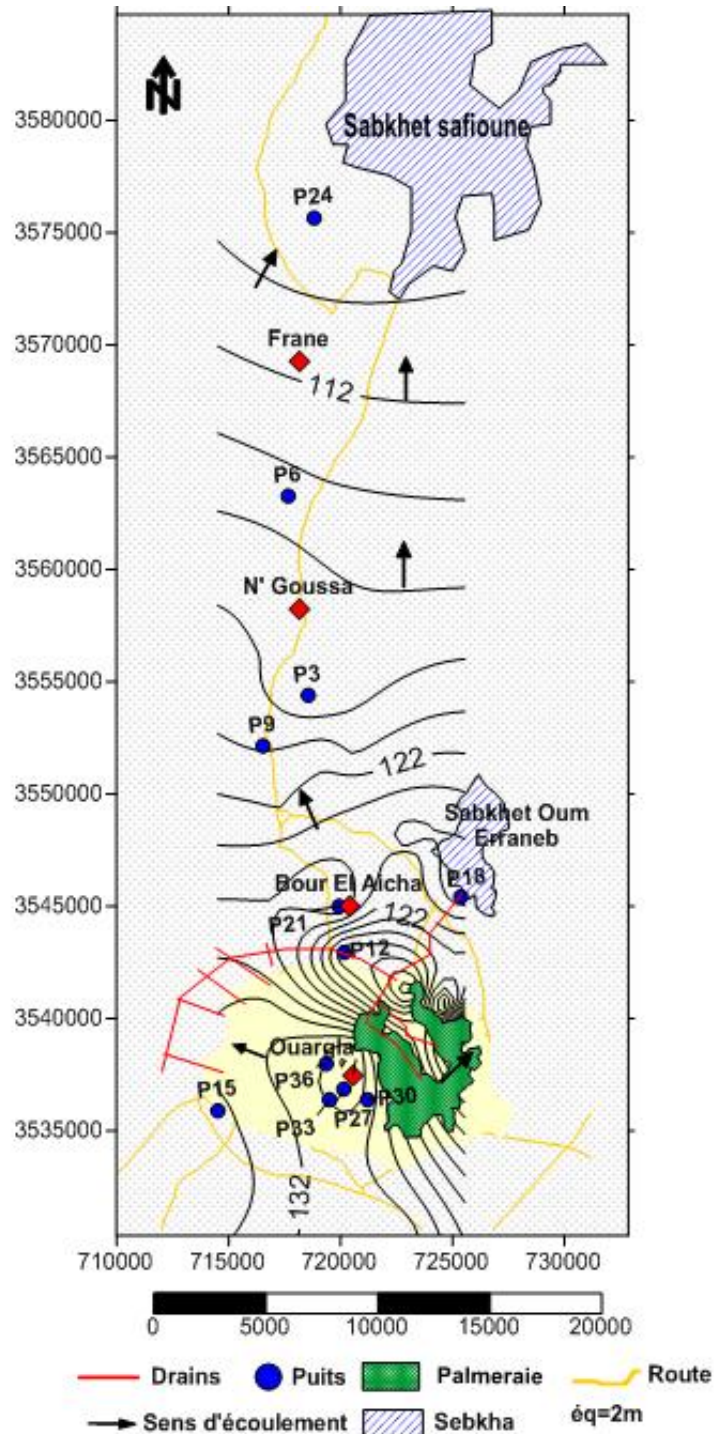 N
Sabkhet safioune
3580000
P24
3575000
Frane
3570000
112
3565000
P6
3560000
N' Goussa
3555000
P3
P9
122
3550000
Sabkhet Oum
Erraneb
Bour El Aicha
P18
3545000
P21
122
P12
3540000
Ouargla
P36
P15
P30
P27
3535000
P33
132
710000 715000 720000 725000 730000
0 5000 10000 15000 20000
Drains Puits Palmeraie Route
Sens d'écoulement Sebkha éq=2m